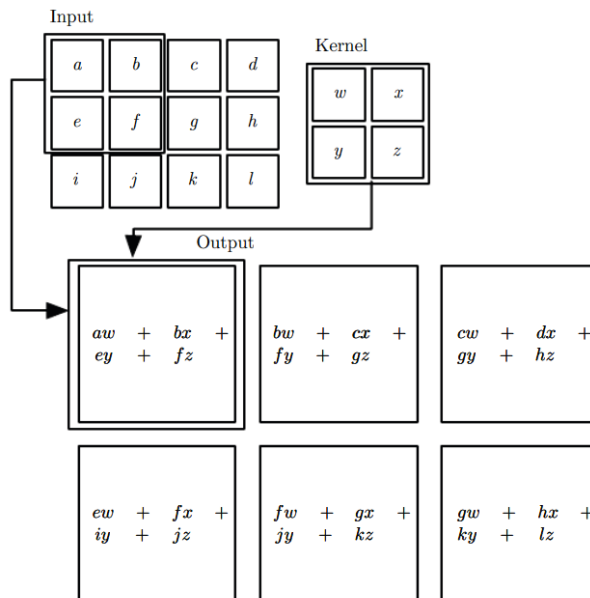 Input
Kernel
a b c d
w x
e f g h
y z
i j k l
Output
aw + bx +
ey + fz
bw + cx +
fy + gz
cw + dx +
gy + hz
ew + fx +
iy + jz
fw + gx +
jy + kz
gw + hx +
ky + lz